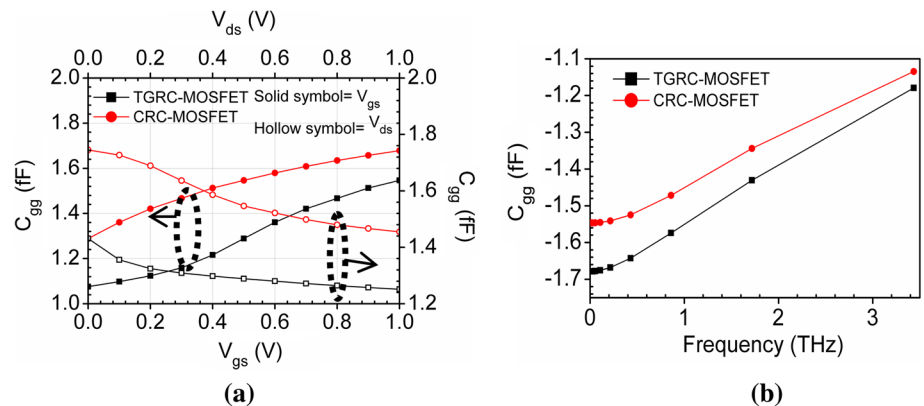 V_ds (V)
0.0 0.2 0.4 0.6 0.8 1.0
2.0 1.8 1.6 1.4 1.2 1.0
C_gg (fF)
TGRC-MOSFET
CRC-MOSFET
Solid symbol= V_gs
Hollow symbol= V_ds
2.0 1.8 1.6 1.4 1.2
C_gg (fF)
0.0 0.2 0.4 0.6 0.8 1.0
V_gs (V)
(a)
-1.1 -1.2 -1.3 -1.4 -1.5 -1.6 -1.7
C_gg (fF)
TGRC-MOSFET
CRC-MOSFET
0 1 2 3
Frequency (THz)
(b)